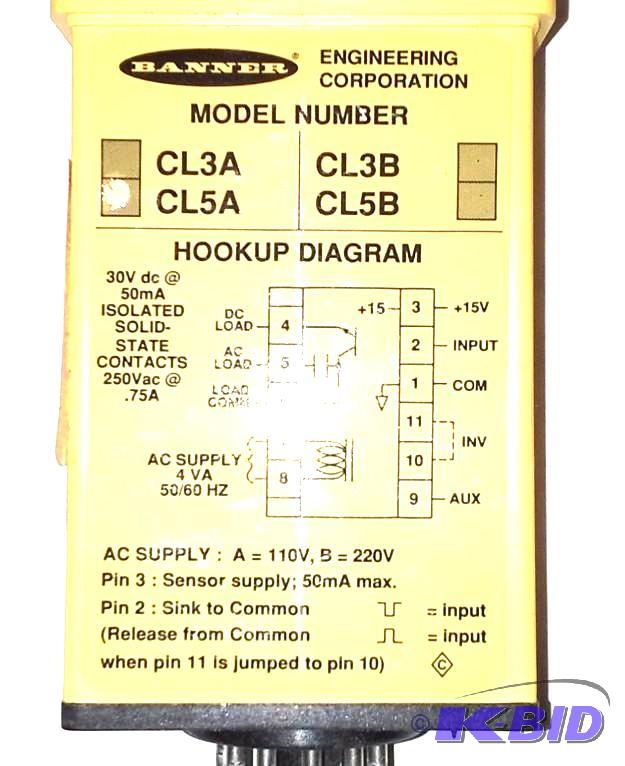 BANNER ®
ENGINEERING
CORPORATION
MODEL NUMBER
CL3A
CL5A
CL3B
CL5B
HOOKUP DIAGRAM
30V dc @
50mA
ISOLATED
SOLID-
STATE
CONTACTS
250Vac @
.75A
DC
LOAD
4
AC
LOAD
5
LOAD
AC SUPPLY
4 VA
50/60 HZ
8
+15
3
+15V
2
INPUT
1
COM
11
INV
10
9
AUX
AC SUPPLY : A = 110V, B = 220V
Pin 3 : Sensor supply; 50mA max.
Pin 2 : Sink to Common = input
(Release from Common = input
when pin 11 is jumped to pin 10) C
© K-BID